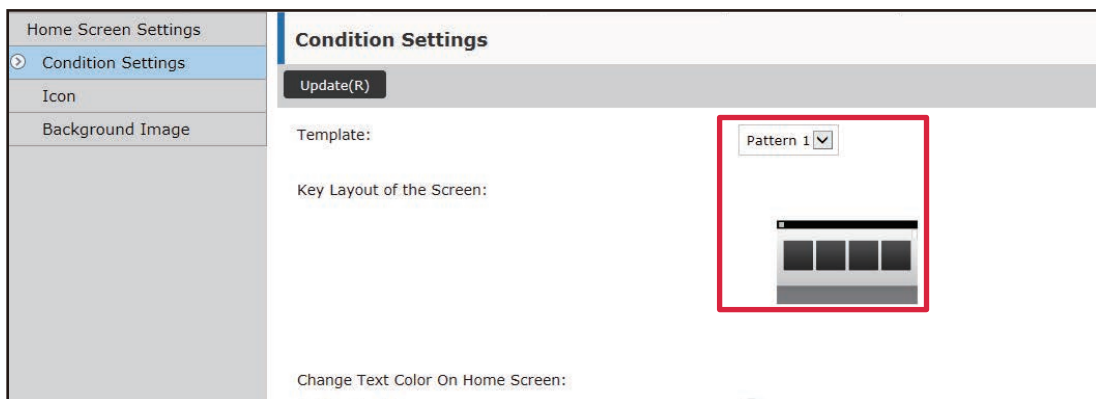 Home Screen Settings
Condition Settings
Icon
Background Image
Condition Settings
Update(R)
Template:
Pattern 1
Key Layout of the Screen:
Change Text Color On Home Screen: